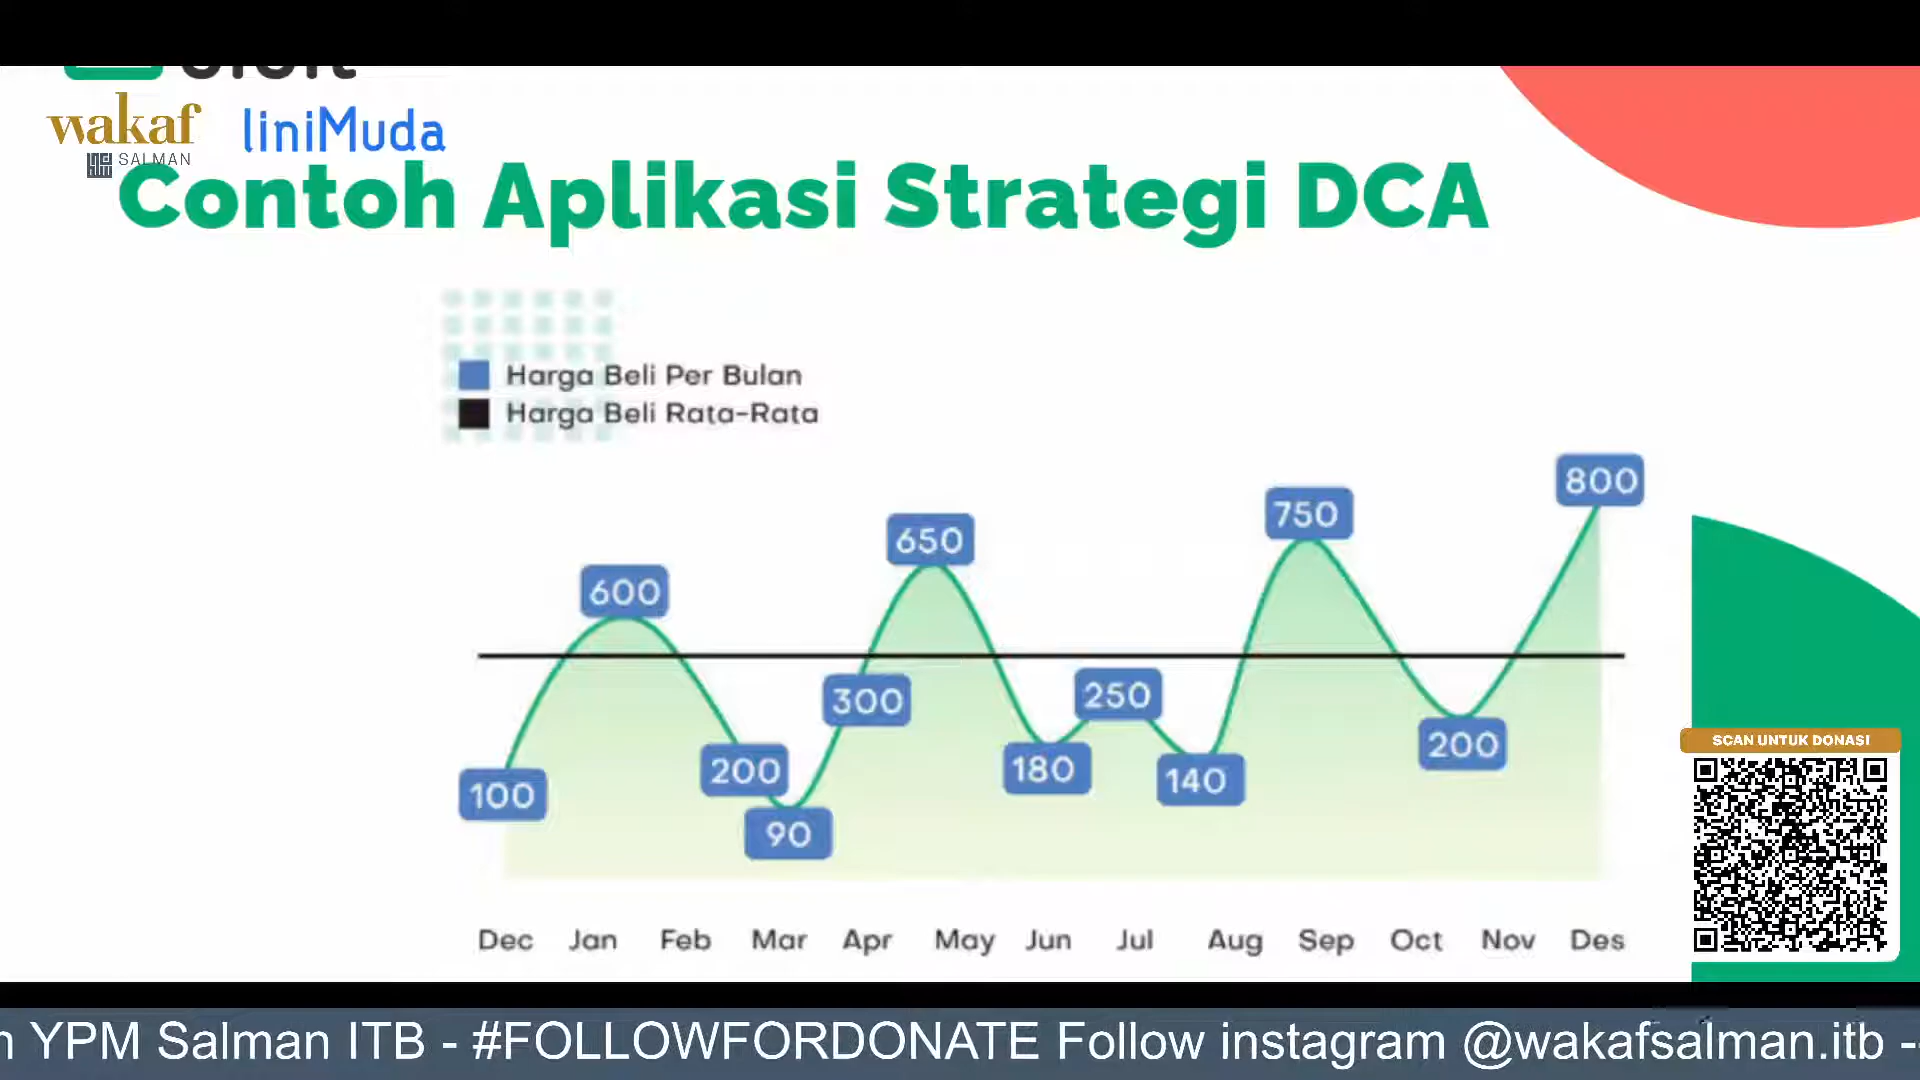 wakaf
SALMAN
liniMuda
Contoh Aplikasi Strategi DCA
Harga Beli Per Bulan
Harga Beli Rata-Rata
800
750
650
600
300
250
200
200
180
140
100
90
Dec Jan Feb Mar Apr May Jun Jul Aug Sep Oct Nov Des
SCAN UNTUK DONASI
YPM Salman ITB - #FOLLOWFORDONATE Follow instagram @wakafsalman.itb -